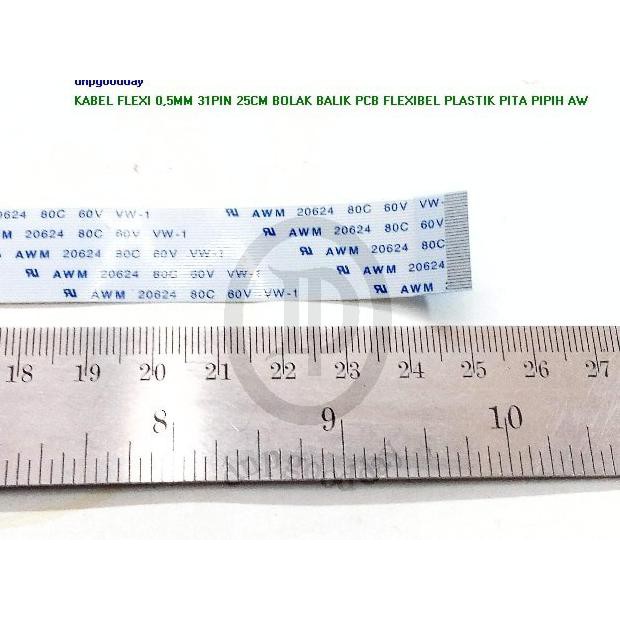 KABEL FLEXI 0,5MM 31PIN 25CM BOLAK BALIK PCB FLEXIBEL PLASTIK PITA PIPIH AW
20624 80C 60V VW-1 AWM 20624 80C 60V VW-
AWM 20624 80C 60V VW-1 AWM 20624 80C 60V
AWM 20624 80C 60V VW-1 AWM 20624 80C
AWM 20624 80C 60V VW-1 AWM 20624
AWM 20624 80C 60V VW-1 AWM
18 19 20 21 22 23 24 25 26 27
8 9 10